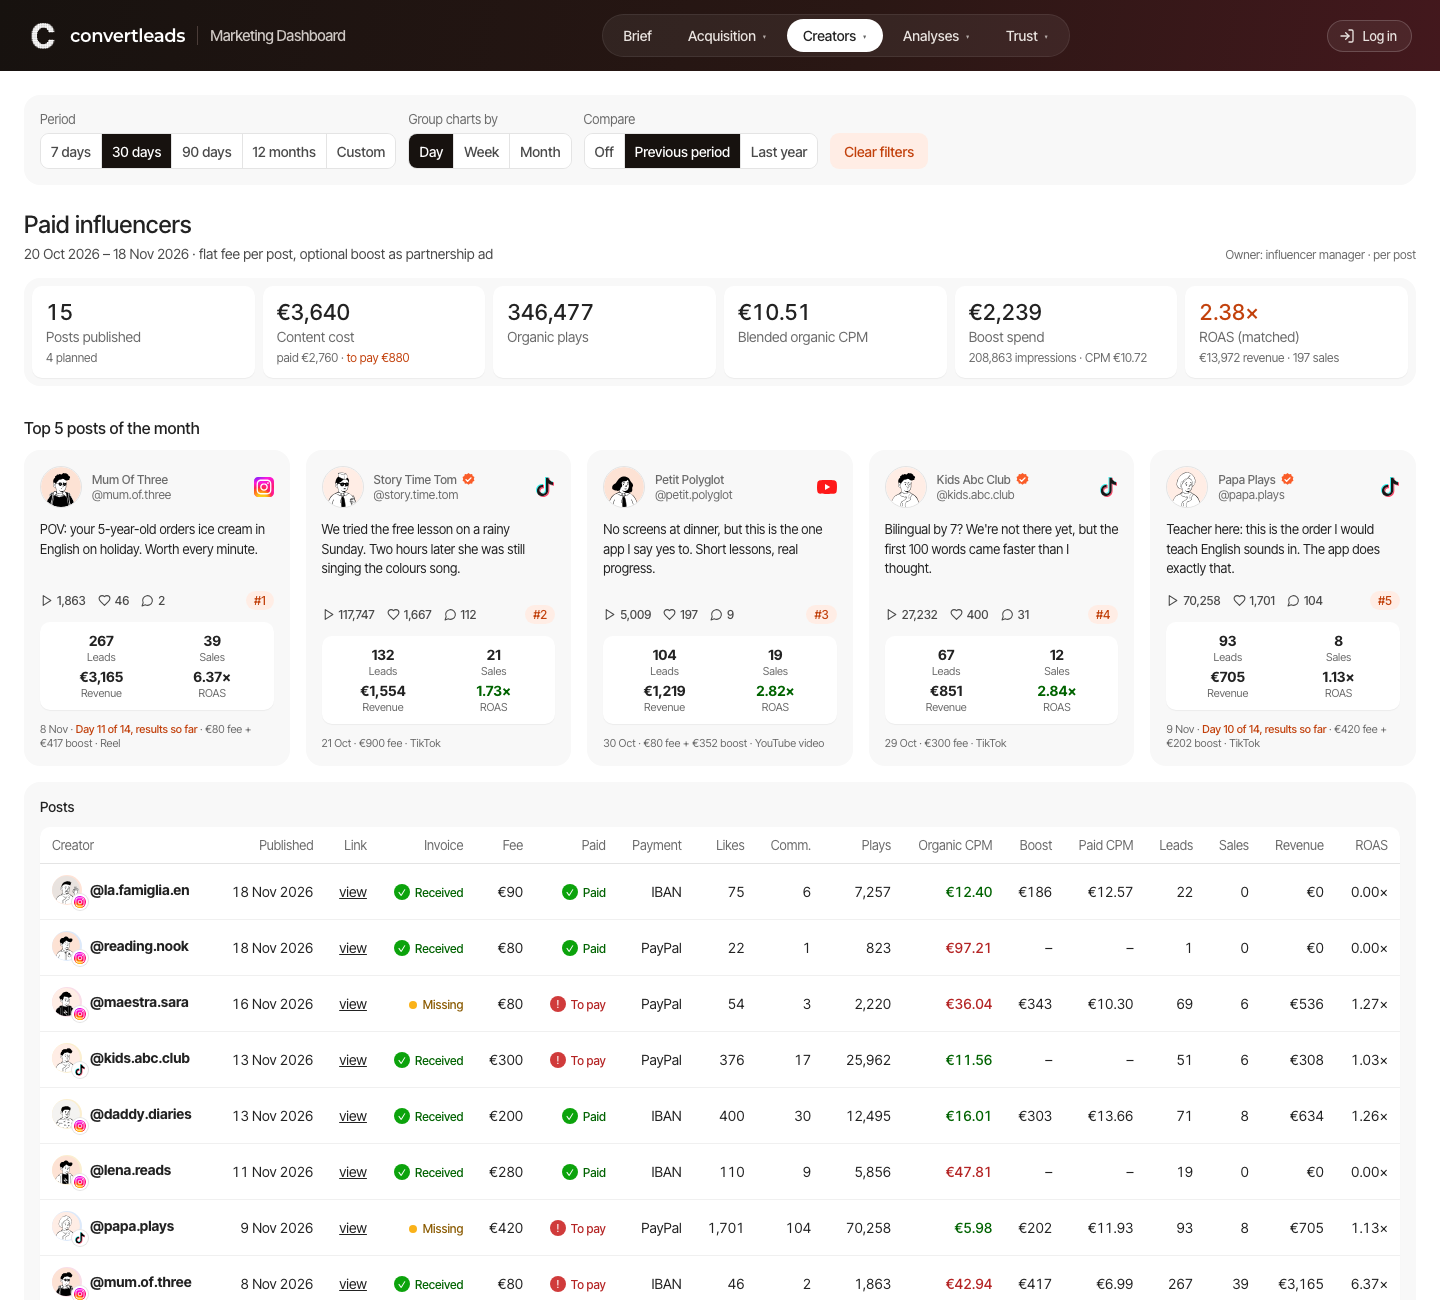 C convertleads Marketing Dashboard Brief Acquisition Creators Analyses Trust Log in
Period Group charts by Compare
7 days 30 days 90 days 12 months Custom Day Week Month Off Previous period Last year Clear filters
Paid influencers
20 Oct 2026 – 18 Nov 2026 · flat fee per post, optional boost as partnership ad Owner: influencer manager · per post
15 €3,640 346,477 €10.51 €2,239 2.38×
Posts published Content cost Organic plays Blended organic CPM Boost spend ROAS (matched)
4 planned paid €2,760 · to pay €880 208,863 impressions · CPM €10.72 €13,972 revenue · 197 sales
Top 5 posts of the month
Mum Of Three
@mum.of.three
POV: your 5-year-old orders ice cream in
English on holiday. Worth every minute.
1,863 46 2 #1
267 39
Leads Sales
€3,165 6.37×
Revenue ROAS
8 Nov · Day 11 of 14, results so far · €80 fee +
€417 boost · Reel
Story Time Tom
@story.time.tom
We tried the free lesson on a rainy
Sunday. Two hours later she was still
singing the colours song.
117,747 1,667 112 #2
132 21
Leads Sales
€1,554 1.73×
Revenue ROAS
21 Oct · €900 fee · TikTok
Petit Polyglot
@petit.polyglot
No screens at dinner, but this is the one
app I say yes to. Short lessons, real
progress.
5,009 197 9 #3
104 19
Leads Sales
€1,219 2.82×
Revenue ROAS
30 Oct · €80 fee + €352 boost · YouTube video
Kids Abc Club
@kids.abc.club
Bilingual by 7? We're not there yet, but the
first 100 words came faster than I
thought.
27,232 400 31 #4
67 12
Leads Sales
€851 2.84×
Revenue ROAS
29 Oct · €300 fee · TikTok
Papa Plays
@papa.plays
Teacher here: this is the order I would
teach English sounds in. The app does
exactly that.
70,258 1,701 104 #5
93 8
Leads Sales
€705 1.13×
Revenue ROAS
9 Nov · Day 10 of 14, results so far · €420 fee +
€202 boost · TikTok
Posts
Creator Published Link Invoice Fee Paid Payment Likes Comm. Plays Organic CPM Boost Paid CPM Leads Sales Revenue ROAS
@la.famiglia.en 18 Nov 2026 view Received €90 Paid IBAN 75 6 7,257 €12.40 €186 €12.57 22 0 €0 0.00×
@reading.nook 18 Nov 2026 view Received €80 Paid PayPal 22 1 823 €97.21 – – 1 0 €0 0.00×
@maestra.sara 16 Nov 2026 view Missing €80 To pay PayPal 54 3 2,220 €36.04 €343 €10.30 69 6 €536 1.27×
@kids.abc.club 13 Nov 2026 view Received €300 To pay PayPal 376 17 25,962 €11.56 – – 51 6 €308 1.03×
@daddy.diaries 13 Nov 2026 view Received €200 Paid IBAN 400 30 12,495 €16.01 €303 €13.66 71 8 €634 1.26×
@lena.reads 11 Nov 2026 view Received €280 Paid IBAN 110 9 5,856 €47.81 – – 19 0 €0 0.00×
@papa.plays 9 Nov 2026 view Missing €420 To pay PayPal 1,701 104 70,258 €5.98 €202 €11.93 93 8 €705 1.13×
@mum.of.three 8 Nov 2026 view Received €80 To pay IBAN 46 2 1,863 €42.94 €417 €6.99 267 39 €3,165 6.37×